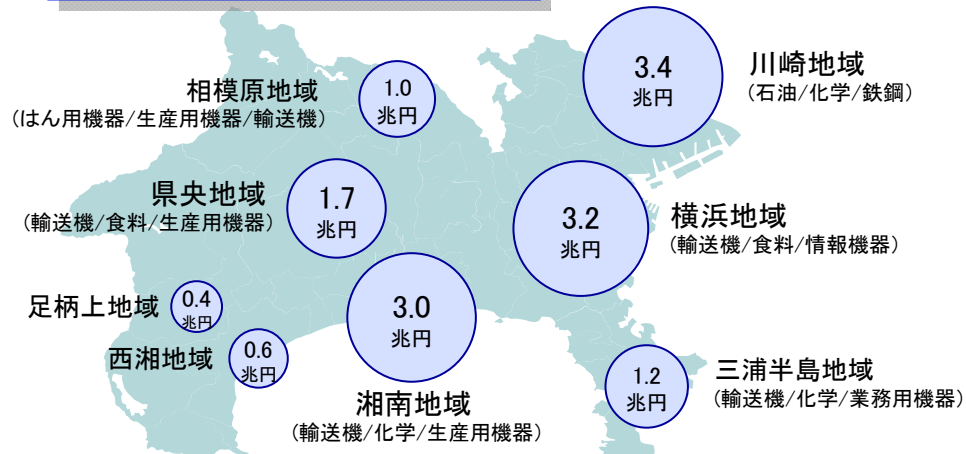 3.4
兆円
川崎地域
(石油/化学/鉄鋼)
相模原地域
(はん用機器/生産用機器/輸送機)
1.0
兆円
県央地域
(輸送機/食料/生産用機器)
1.7
兆円
3.2
兆円
横浜地域
(輸送機/食料/情報機器)
足柄上地域
0.4
兆円
西湘地域
0.6
兆円
3.0
兆円
湘南地域
(輸送機/化学/生産用機器)
1.2
兆円
三浦半島地域
(輸送機/化学/業務用機器)